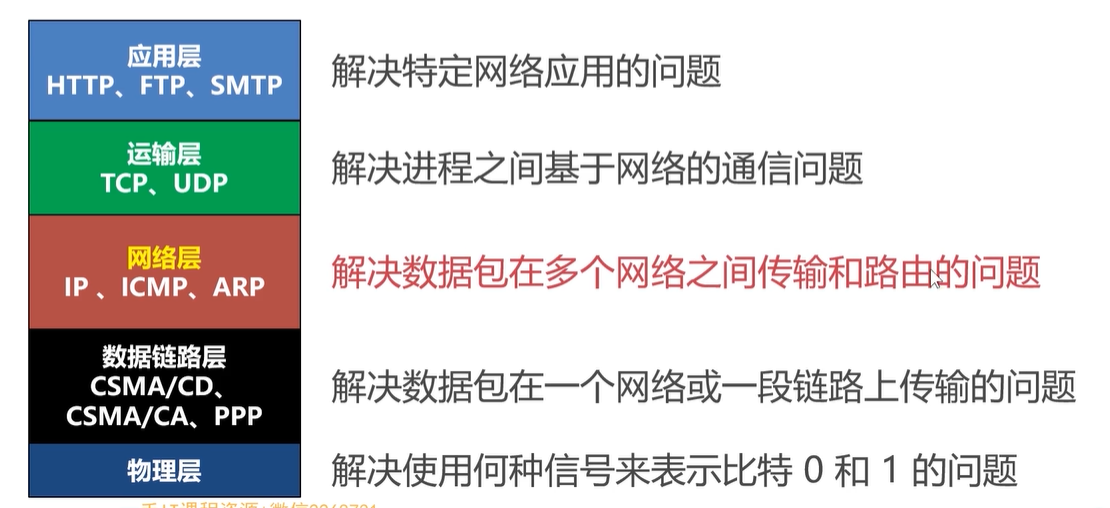 应用层
HTTP、FTP、SMTP
解决特定网络应用的问题
运输层
TCP、UDP
解决进程之间基于网络的通信问题
网络层
IP 、ICMP、ARP
解决数据包在多个网络之间传输和路由的问题
数据链路层
CSMA/CD、
CSMA/CA、PPP
解决数据包在一个网络或一段链路上传输的问题
物理层
解决使用何种信号来表示比特 0 和 1 的问题